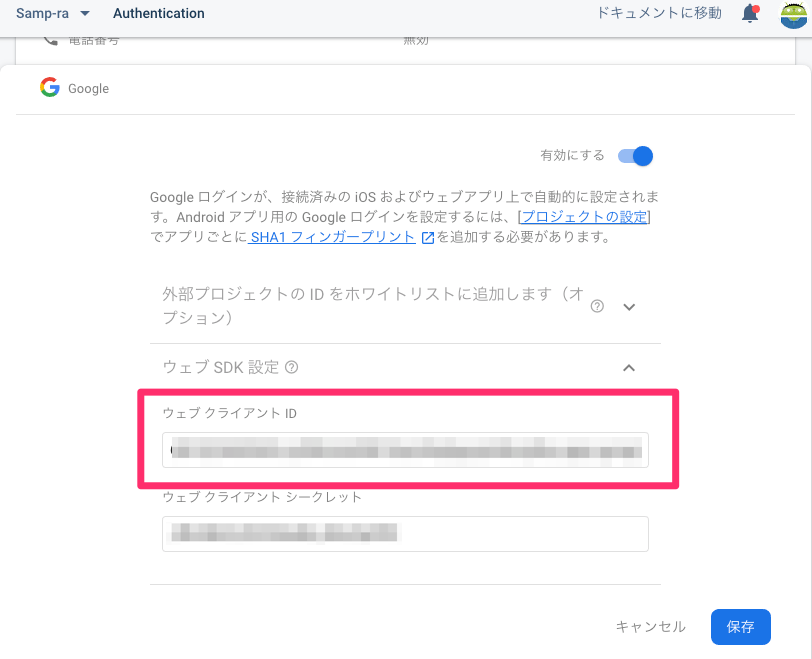 Samp-ra Authentication ドキュメントに移動
電話番号 無効
Google
有効にする
Google ログインが、接続済みの iOS およびウェブアプリ上で自動的に設定されま
す。Android アプリ用の Google ログインを設定するには、[プロジェクトの設定]
でアプリごとに SHA1 フィンガープリント を追加する必要があります。
外部プロジェクトの ID をホワイトリストに追加します（オ
プション）
ウェブ SDK 設定
ウェブ クライアント ID
ウェブ クライアント シークレット
キャンセル 保存